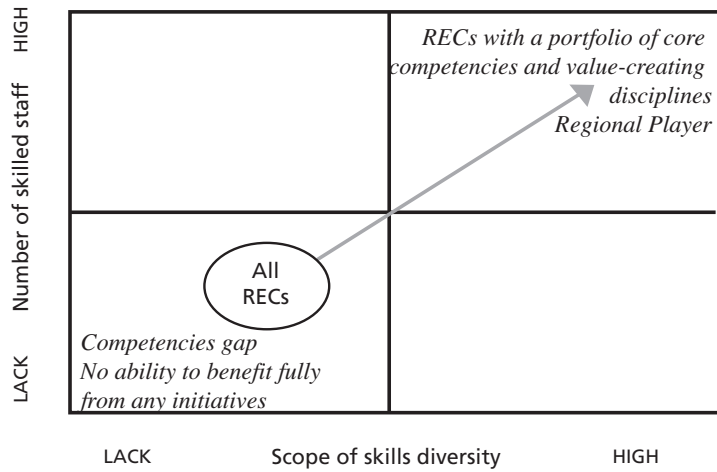 HIGH
Number of skilled staff
LACK
RECs with a portfolio of core
competencies and value-creating
disciplines
Regional Player
All
RECs
Competencies gap
No ability to benefit fully
from any initiatives
LACK
Scope of skills diversity
HIGH